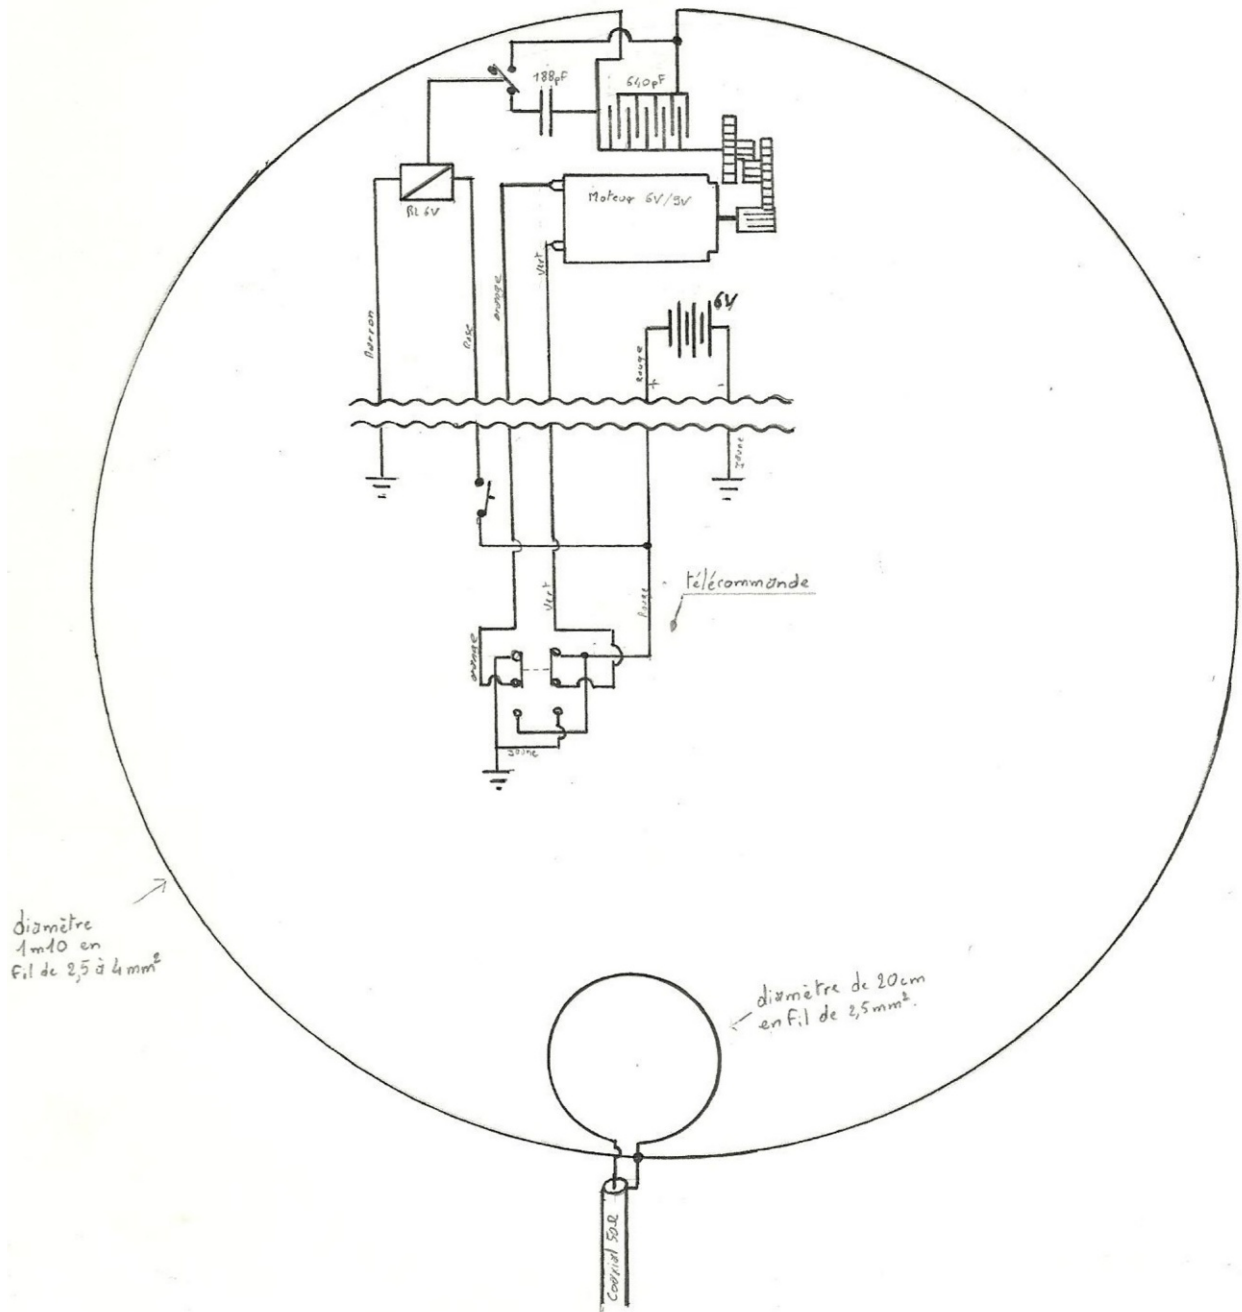 188pF
640pF
RL 6V
Moteur 6V/9V
orange
vert
Marron
Rose
6V
Rouge
+
-
jaune
télécommande
vert
Rouge
orange
jaune
diamètre
1m10 en
fil de 2,5 à 4mm²
diamètre de 20cm
en fil de 2,5mm².
Coaxial 50Ω